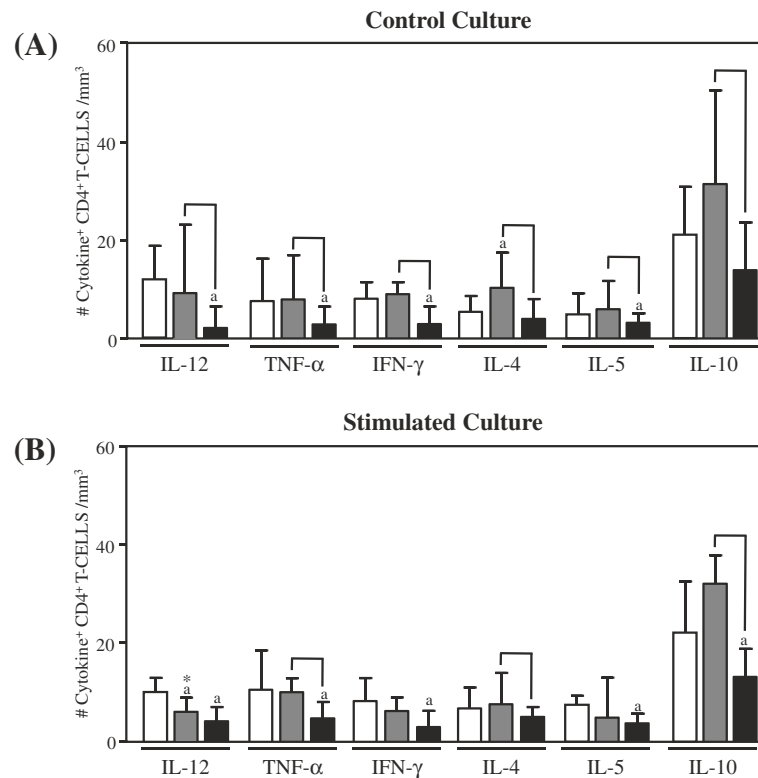 Control Culture
(A)
# Cytokine⁺ CD4⁺T-CELLS /mm³
60
40
20
0
a
a
a
a
a
IL-12
TNF-α
IFN-γ
IL-4
IL-5
IL-10
Stimulated Culture
(B)
# Cytokine⁺ CD4⁺T-CELLS /mm³
60
40
20
0
*
a
a
a
a
a
a
IL-12
TNF-α
IFN-γ
IL-4
IL-5
IL-10